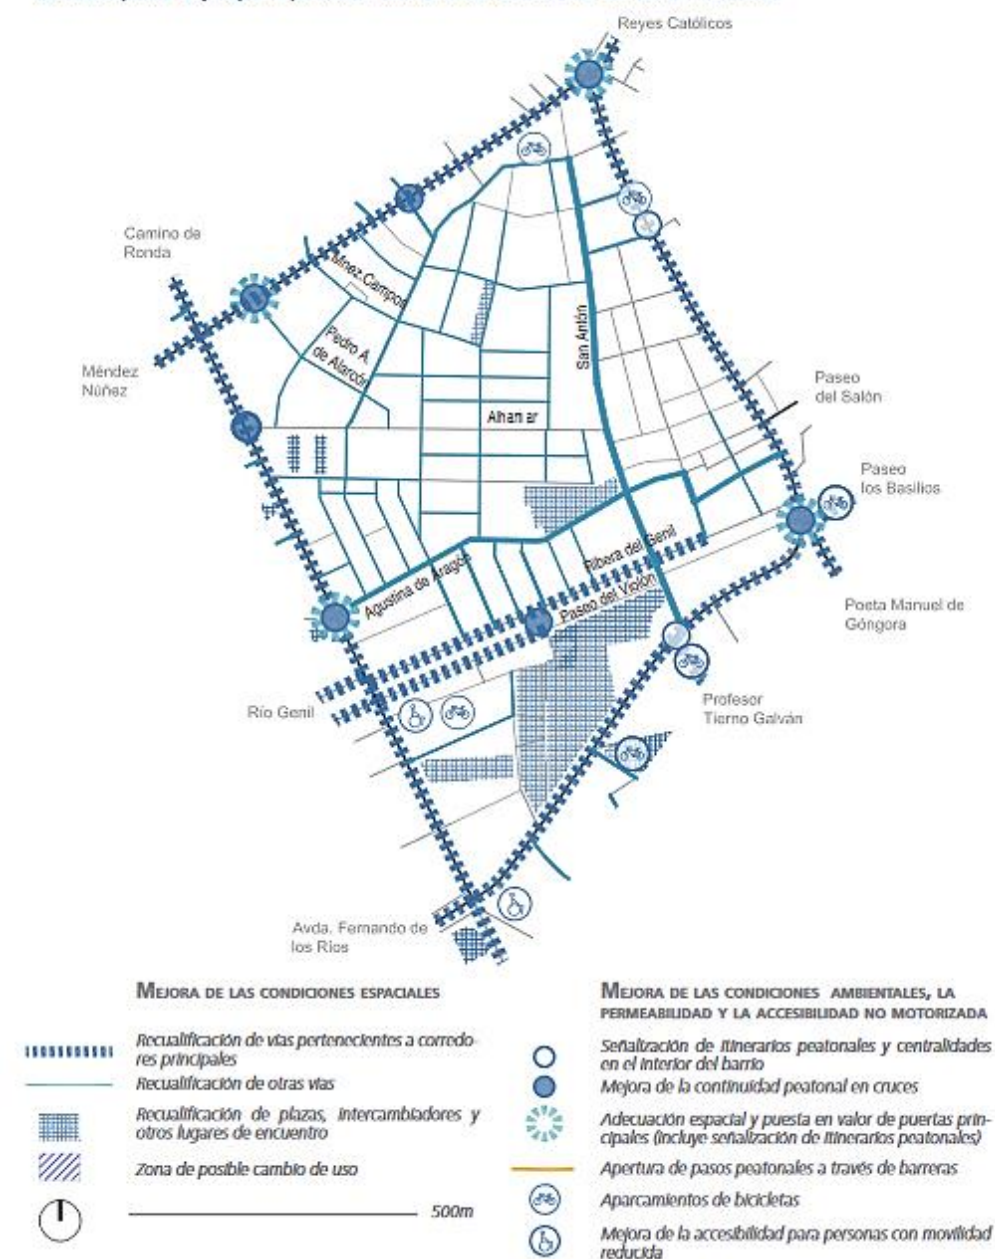 Reyes Católicos
Camino de
Ronda
Mnez.Campos
San Antón
Pedro A.
de Alarcón
Méndez
Núñez
Paseo
del Salón
Alhamar
Paseo
los Basilios
Ribera del Genil
Agustina de Aragón
Paseo del Violón
Poeta Manuel de
Góngora
Río Genil
Profesor
Tierno Galván
Avda. Fernando de
los Ríos
MEJORA DE LAS CONDICIONES ESPACIALES
Recualificación de vías pertenecientes a corredo-
res principales
Recualificación de otras vías
Recualificación de plazas, intercambiadores y
otros lugares de encuentro
Zona de posible cambio de uso
500m
MEJORA DE LAS CONDICIONES AMBIENTALES, LA
PERMEABILIDAD Y LA ACCESIBILIDAD NO MOTORIZADA
Señalización de itinerarios peatonales y centralidades
en el interior del barrio
Mejora de la continuidad peatonal en cruces
Adecuación espacial y puesta en valor de puertas prin-
cipales (incluye señalización de itinerarios peatonales)
Apertura de pasos peatonales a través de barreras
Aparcamientos de bicicletas
Mejora de la accesibilidad para personas con movilidad
reducida